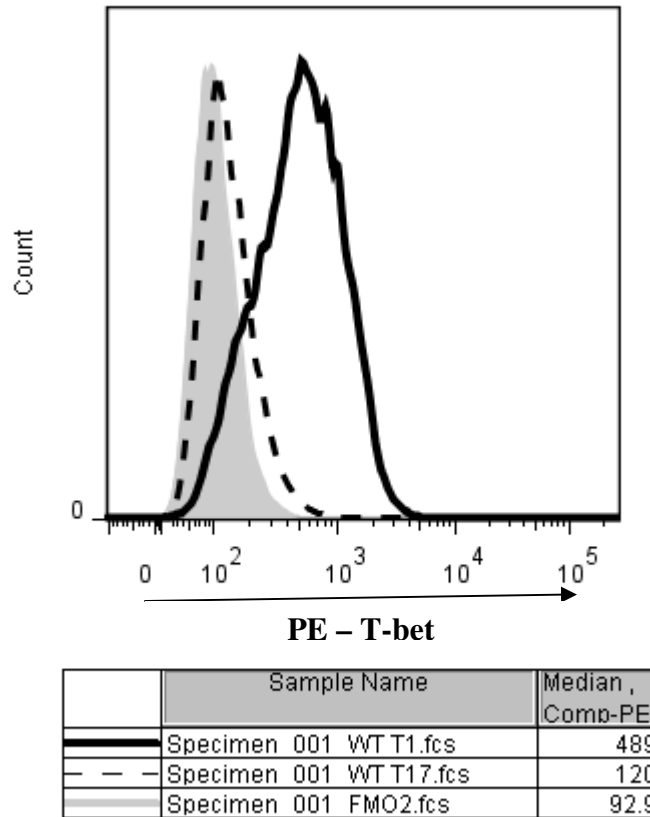 Count
0
0 10^2 10^3 10^4 10^5
PE – T-bet
Sample Name Median ,
Comp-PE
Specimen_001_WT T1.fcs 489
Specimen_001_WT T17.fcs 120
Specimen_001_FMO2.fcs 92.9